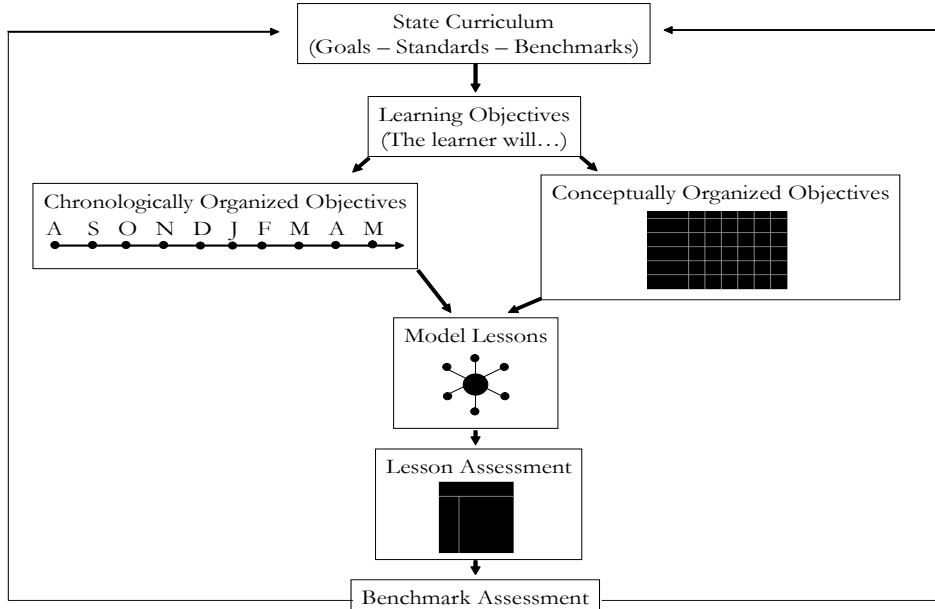 State Curriculum
(Goals – Standards – Benchmarks)
Learning Objectives
(The learner will…)
Chronologically Organized Objectives
A S O N D J F M A M
Conceptually Organized Objectives
Model Lessons
Lesson Assessment
Benchmark Assessment